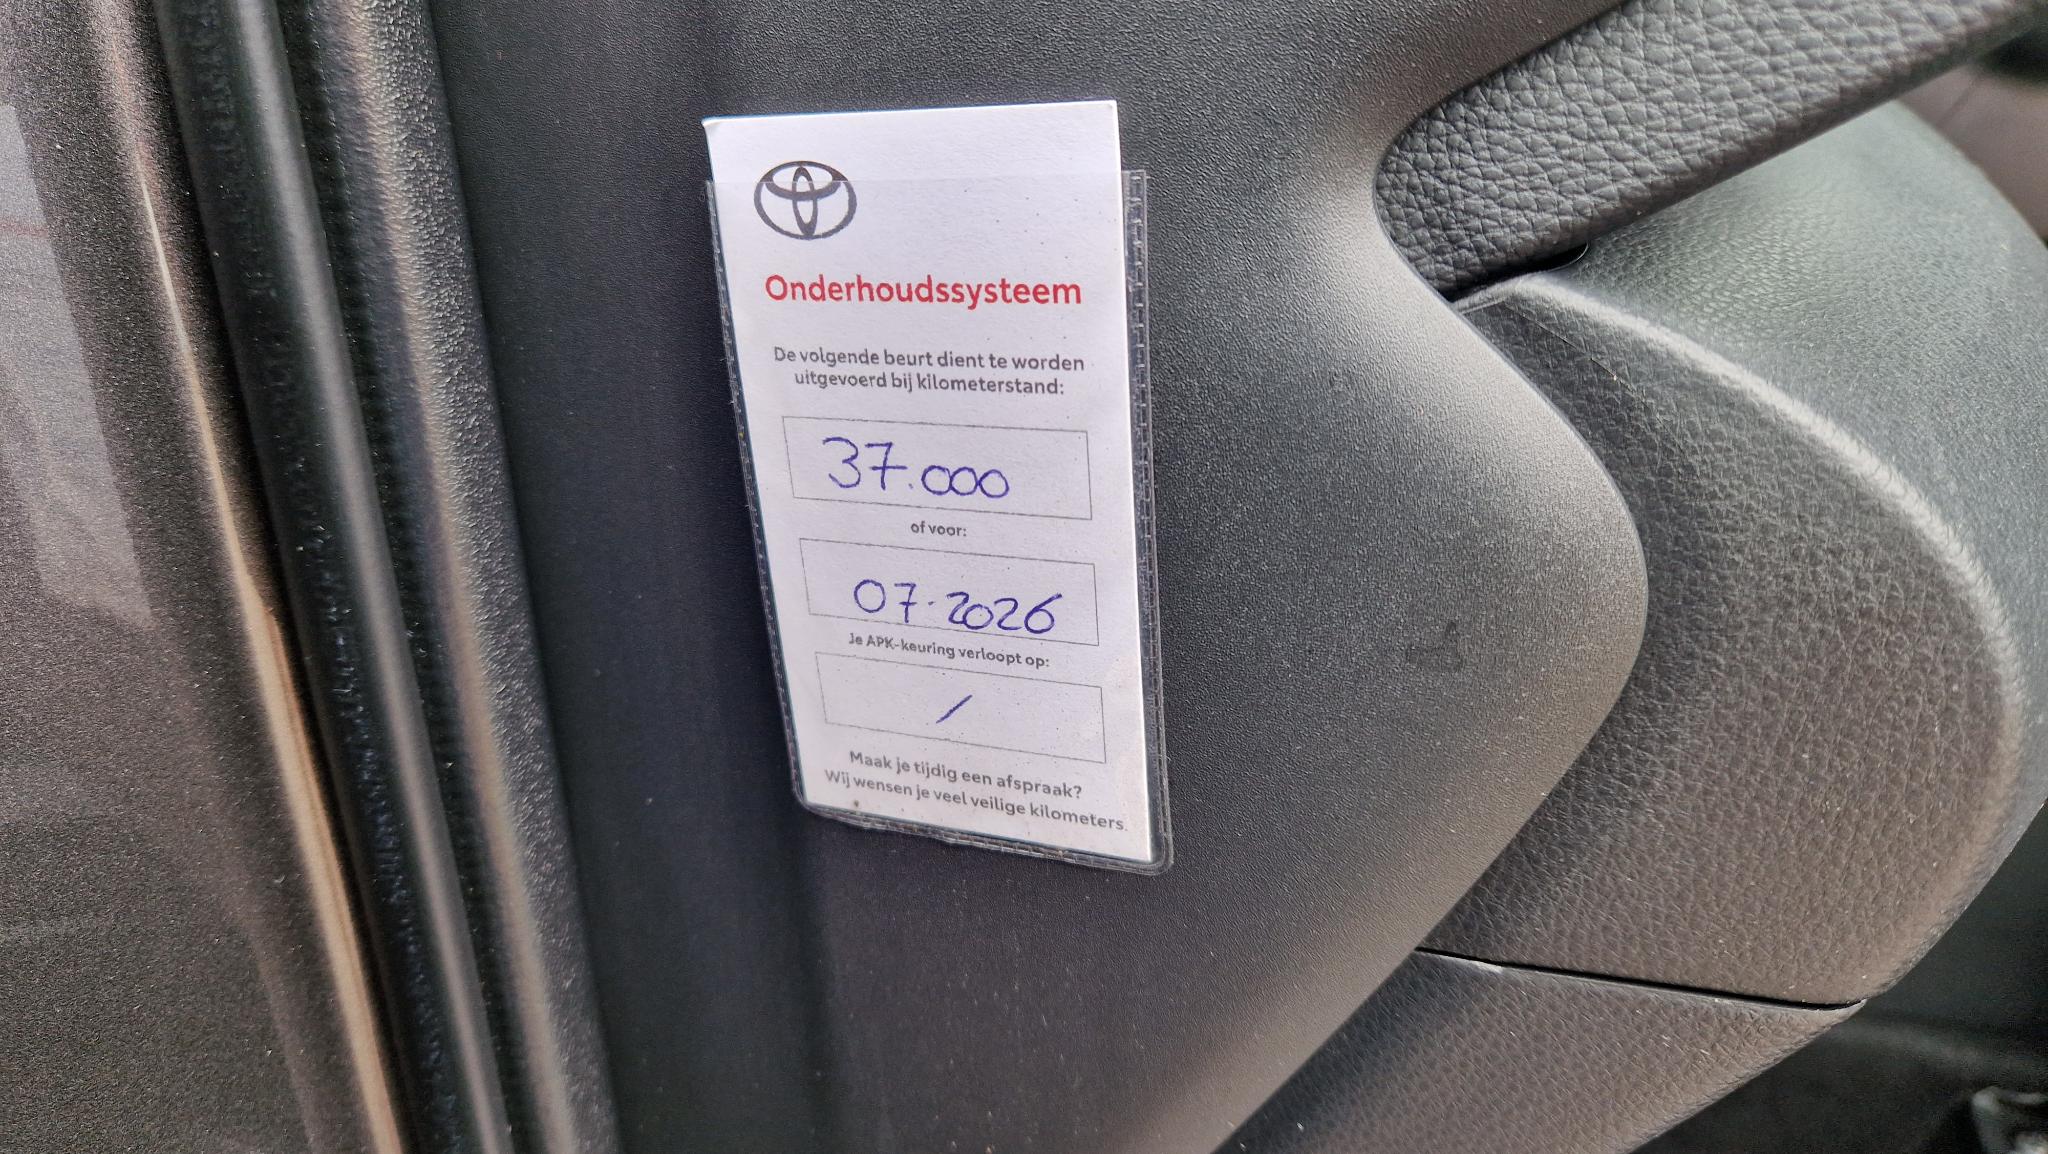 Onderhoudssysteem
De volgende beurt dient te worden
uitgevoerd bij kilometerstand:
37.000
of voor:
07-2026
Je APK-keuring verloopt op:
/
Maak je tijdig een afspraak?
Wij wensen je veel veilige kilometers.